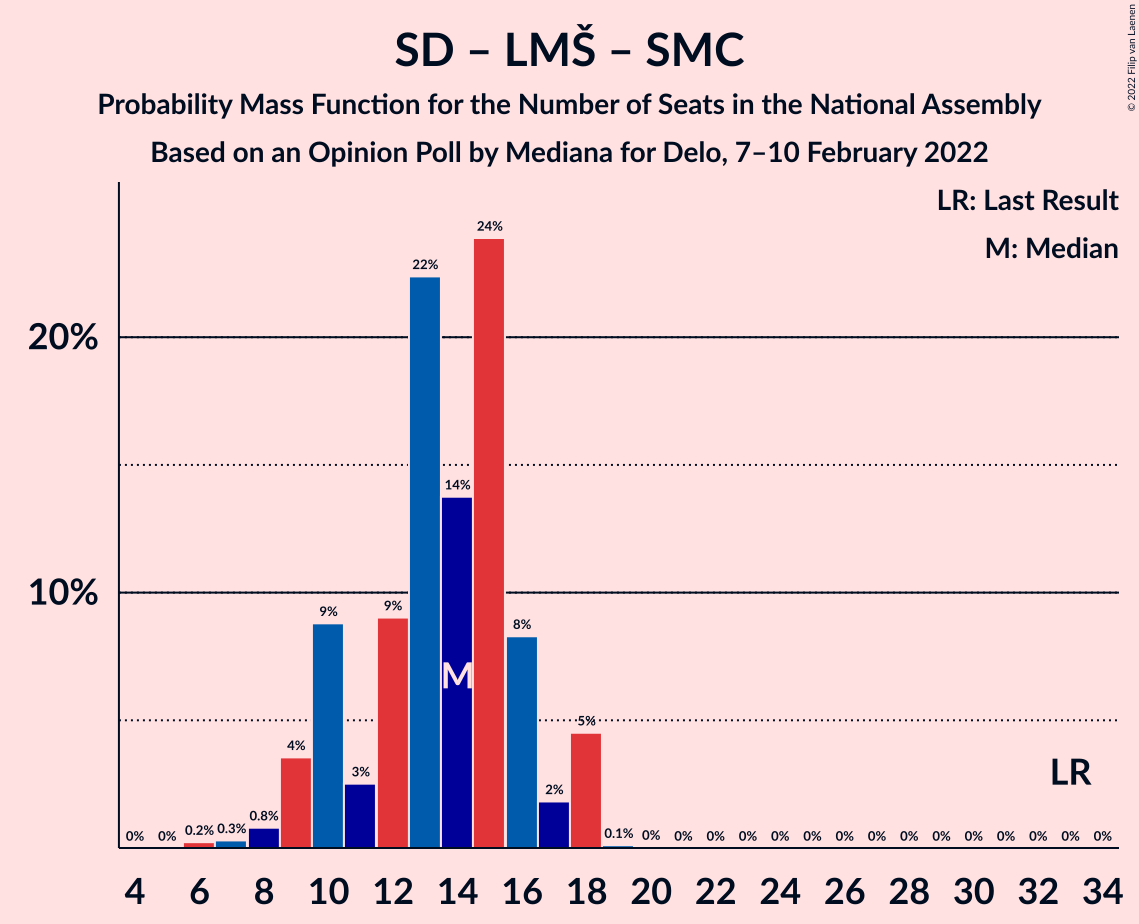 © 2022 Filip van Laenen
SD – LMŠ – SMC
Probability Mass Function for the Number of Seats in the National Assembly
Based on an Opinion Poll by Mediana for Delo, 7–10 February 2022
LR: Last Result
M: Median
24%
22%
20%
14%
10%
9%
9%
8%
M
5%
4%
3%
2%
LR
0% 0% 0.2% 0.3% 0.8% 0.1% 0% 0% 0% 0% 0% 0% 0% 0% 0% 0% 0% 0% 0% 0% 0%
4 6 8 10 12 14 16 18 20 22 24 26 28 30 32 34